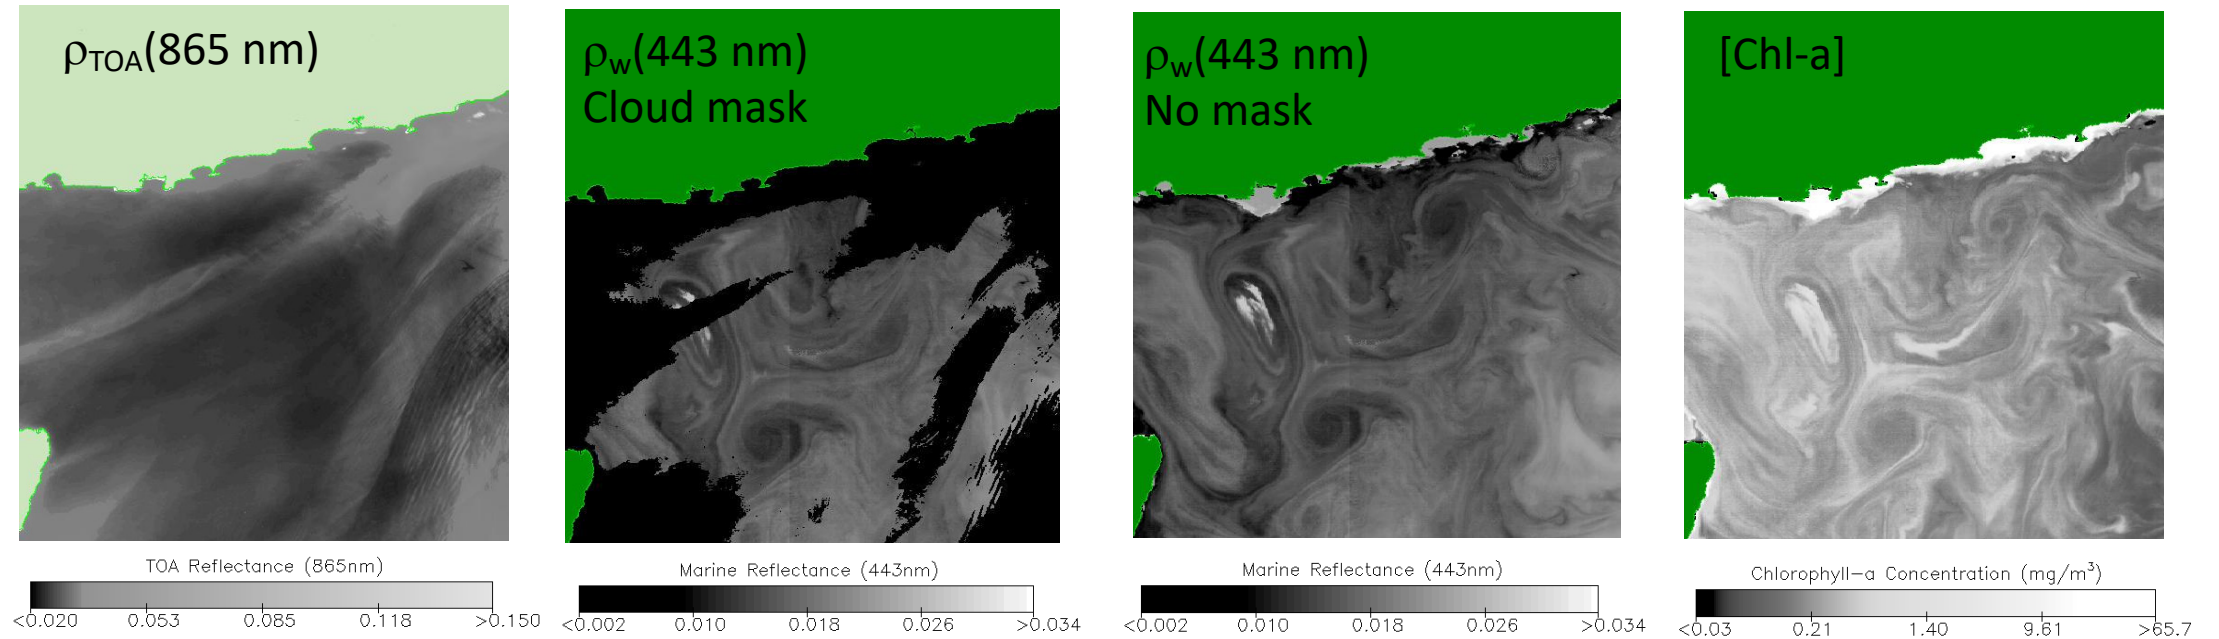 ρTOA(865 nm)
ρw(443 nm)
Cloud mask
ρw(443 nm)
No mask
[Chl-a]
TOA Reflectance (865nm)
<0.020 0.053 0.085 0.118 >0.150
Marine Reflectance (443nm)
<0.002 0.010 0.018 0.026 >0.034
Marine Reflectance (443nm)
<0.002 0.010 0.018 0.026 >0.034
Chlorophyll-a Concentration (mg/m³)
<0.03 0.21 1.40 9.61 >65.7